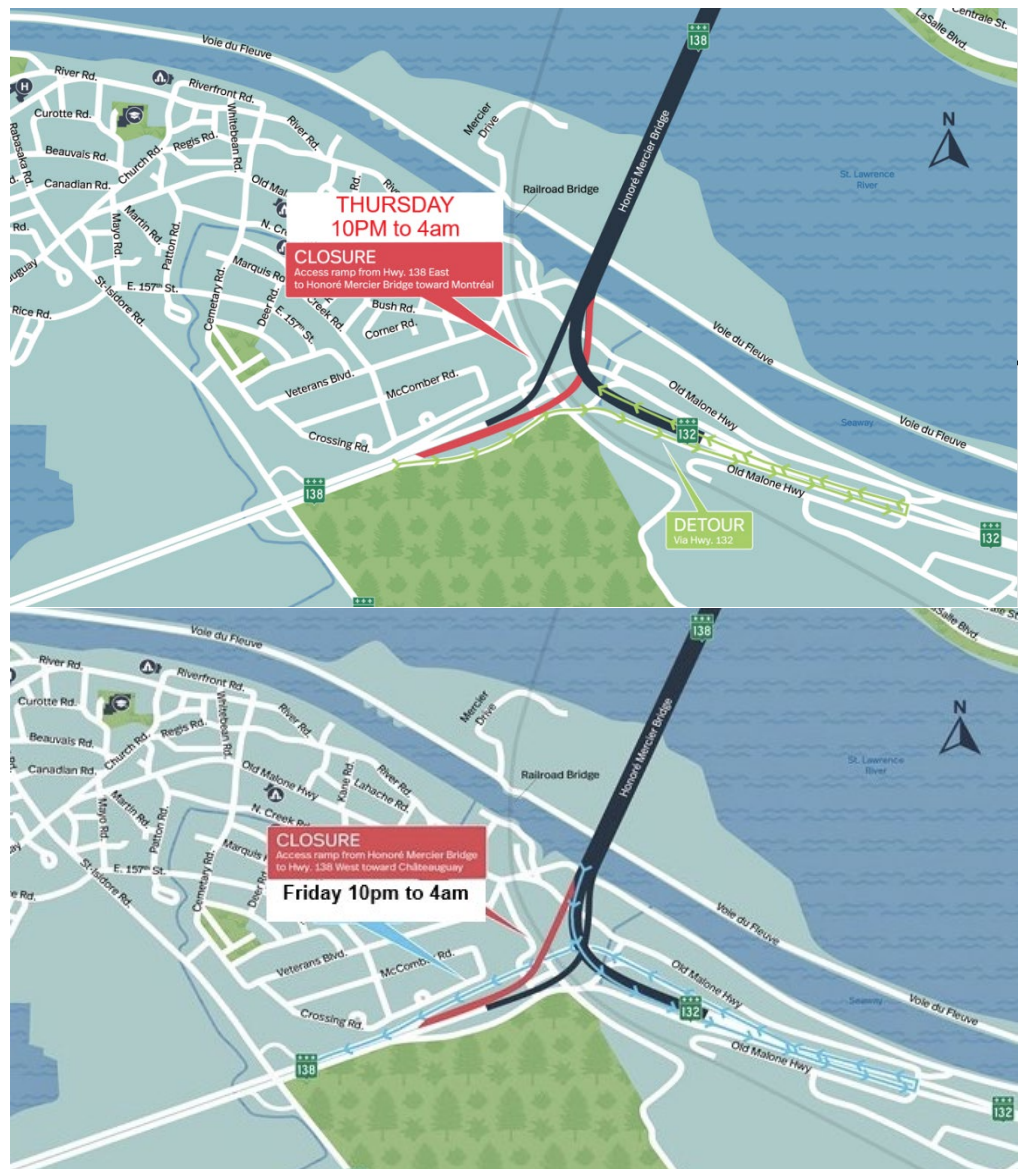 138
Centrale St.
LaSalle Blvd.
Voie du Fleuve
River Rd.
H
Riverfront Rd.
Curotte Rd.
Rabasaka Rd.
Whitebean Rd.
River Rd.
Mercier
Drive
Honoré Mercier Bridge
N
Regis Rd.
Beauvais Rd.
Church Rd.
Canadian Rd.
Old Mal
Railroad Bridge
St. Lawrence
River
THURSDAY
10PM to 4am
CLOSURE
Access ramp from Hwy. 138 East
to Honoré Mercier Bridge toward Montréal
Rd.
Mayo Rd.
Martin Rd.
Patton Rd.
N. Cr
Marquis Ro
Creek Rd.
E. 157th St.
St-Isidore Rd.
Cemetary Rd.
Deer Rd.
E. 157th St.
Bush Rd.
Corner Rd.
Rice Rd.
Voie du Fleuve
Veterans Blvd.
McComber Rd.
Old Malone Hwy
Crossing Rd.
132
Seaway
Voie du Fleuve
Old Malone Hwy
138
DETOUR
Via Hwy. 132
132
138
LaSalle Blvd.
Voie du Fleuve
River Rd.
Riverfront Rd.
Curotte Rd.
Whitebean Rd.
River Rd.
Mercier
Drive
Honoré Mercier Bridge
N
Regis Rd.
Beauvais Rd.
Church Rd.
Canadian Rd.
Old Malone Hwy
Kane Rd.
Lahache Rd.
River Rd.
Railroad Bridge
St. Lawrence
River
Mayo Rd.
Martin Rd.
Patton Rd.
N. Creek Rd.
CLOSURE
Access ramp from Honoré Mercier Bridge
to Hwy. 138 West toward Châteauguay
Friday 10pm to 4am
Marquis
E. 157th St.
St-Isidore Rd.
Cemetary Rd.
Deer Rd.
e Rd.
Voie du Fleuve
Veterans Blvd.
McComber Rd.
Old Malone Hwy
Crossing Rd.
132
Seaway
Voie du Fleuve
Old Malone Hwy
138
132